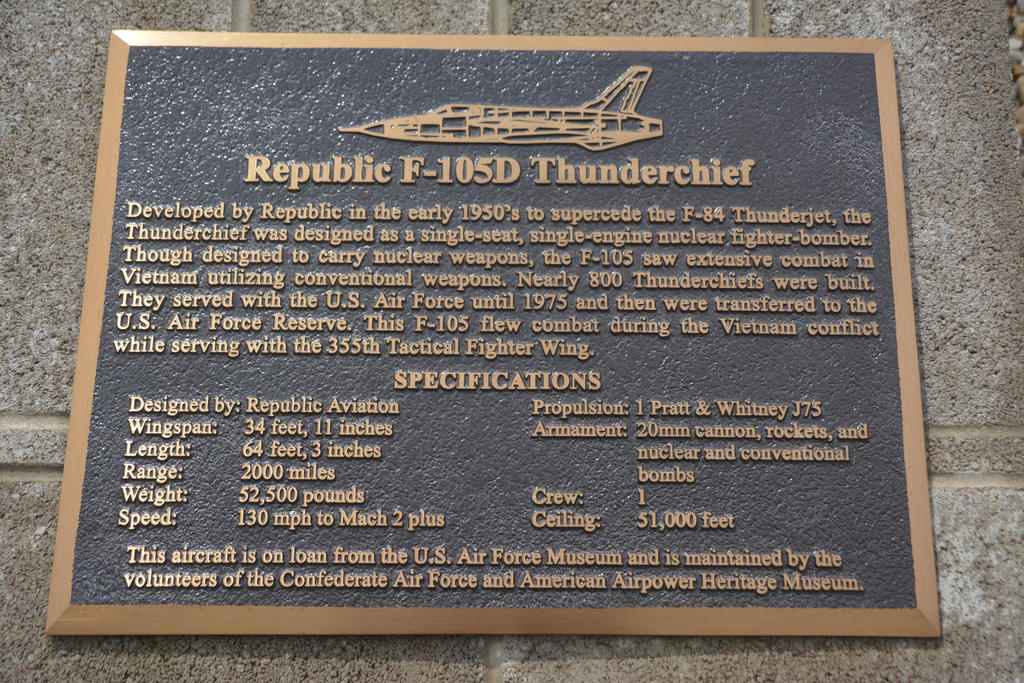 Republic F-105D Thunderchief
Developed by Republic in the early 1950's to supercede the F-84 Thunderjet, the
Thunderchief was designed as a single-seat, single-engine nuclear fighter-bomber.
Though designed to carry nuclear weapons, the F-105 saw extensive combat in
Vietnam utilizing conventional weapons. Nearly 800 Thunderchiefs were built.
They served with the U.S. Air Force until 1975 and then were transferred to the
U.S. Air Force Reserve. This F-105 flew combat during the Vietnam conflict
while serving with the 355th Tactical Fighter Wing.
SPECIFICATIONS
Designed by: Republic Aviation
Wingspan: 34 feet, 11 inches
Length: 64 feet, 3 inches
Range: 2000 miles
Weight: 52,500 pounds
Speed: 130 mph to Mach 2 plus
Propulsion: 1 Pratt & Whitney J75
Armament: 20mm cannon, rockets, and
nuclear and conventional
bombs
Crew: 1
Ceiling: 51,000 feet
This aircraft is on loan from the U.S. Air Force Museum and is maintained by the
volunteers of the Confederate Air Force and American Airpower Heritage Museum.